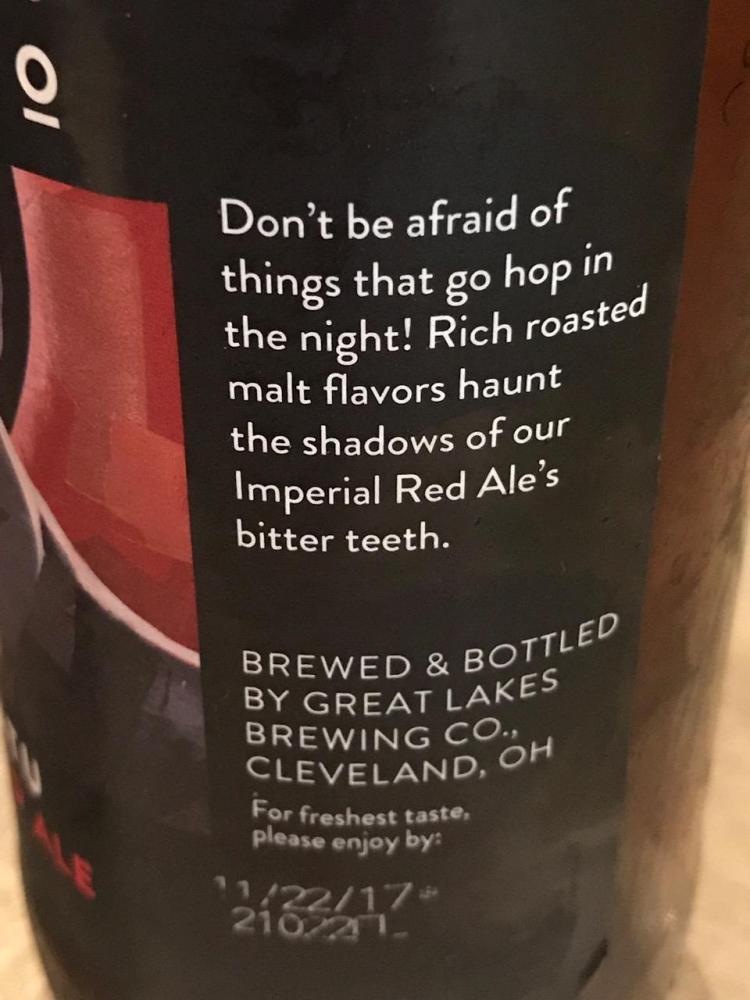 IO
Don't be afraid of
things that go hop in
the night! Rich roasted
malt flavors haunt
the shadows of our
Imperial Red Ale's
bitter teeth.
BREWED & BOTTLED
BY GREAT LAKES
BREWING CO.,
CLEVELAND, OH
For freshest taste,
please enjoy by:
11/22/17
ALE